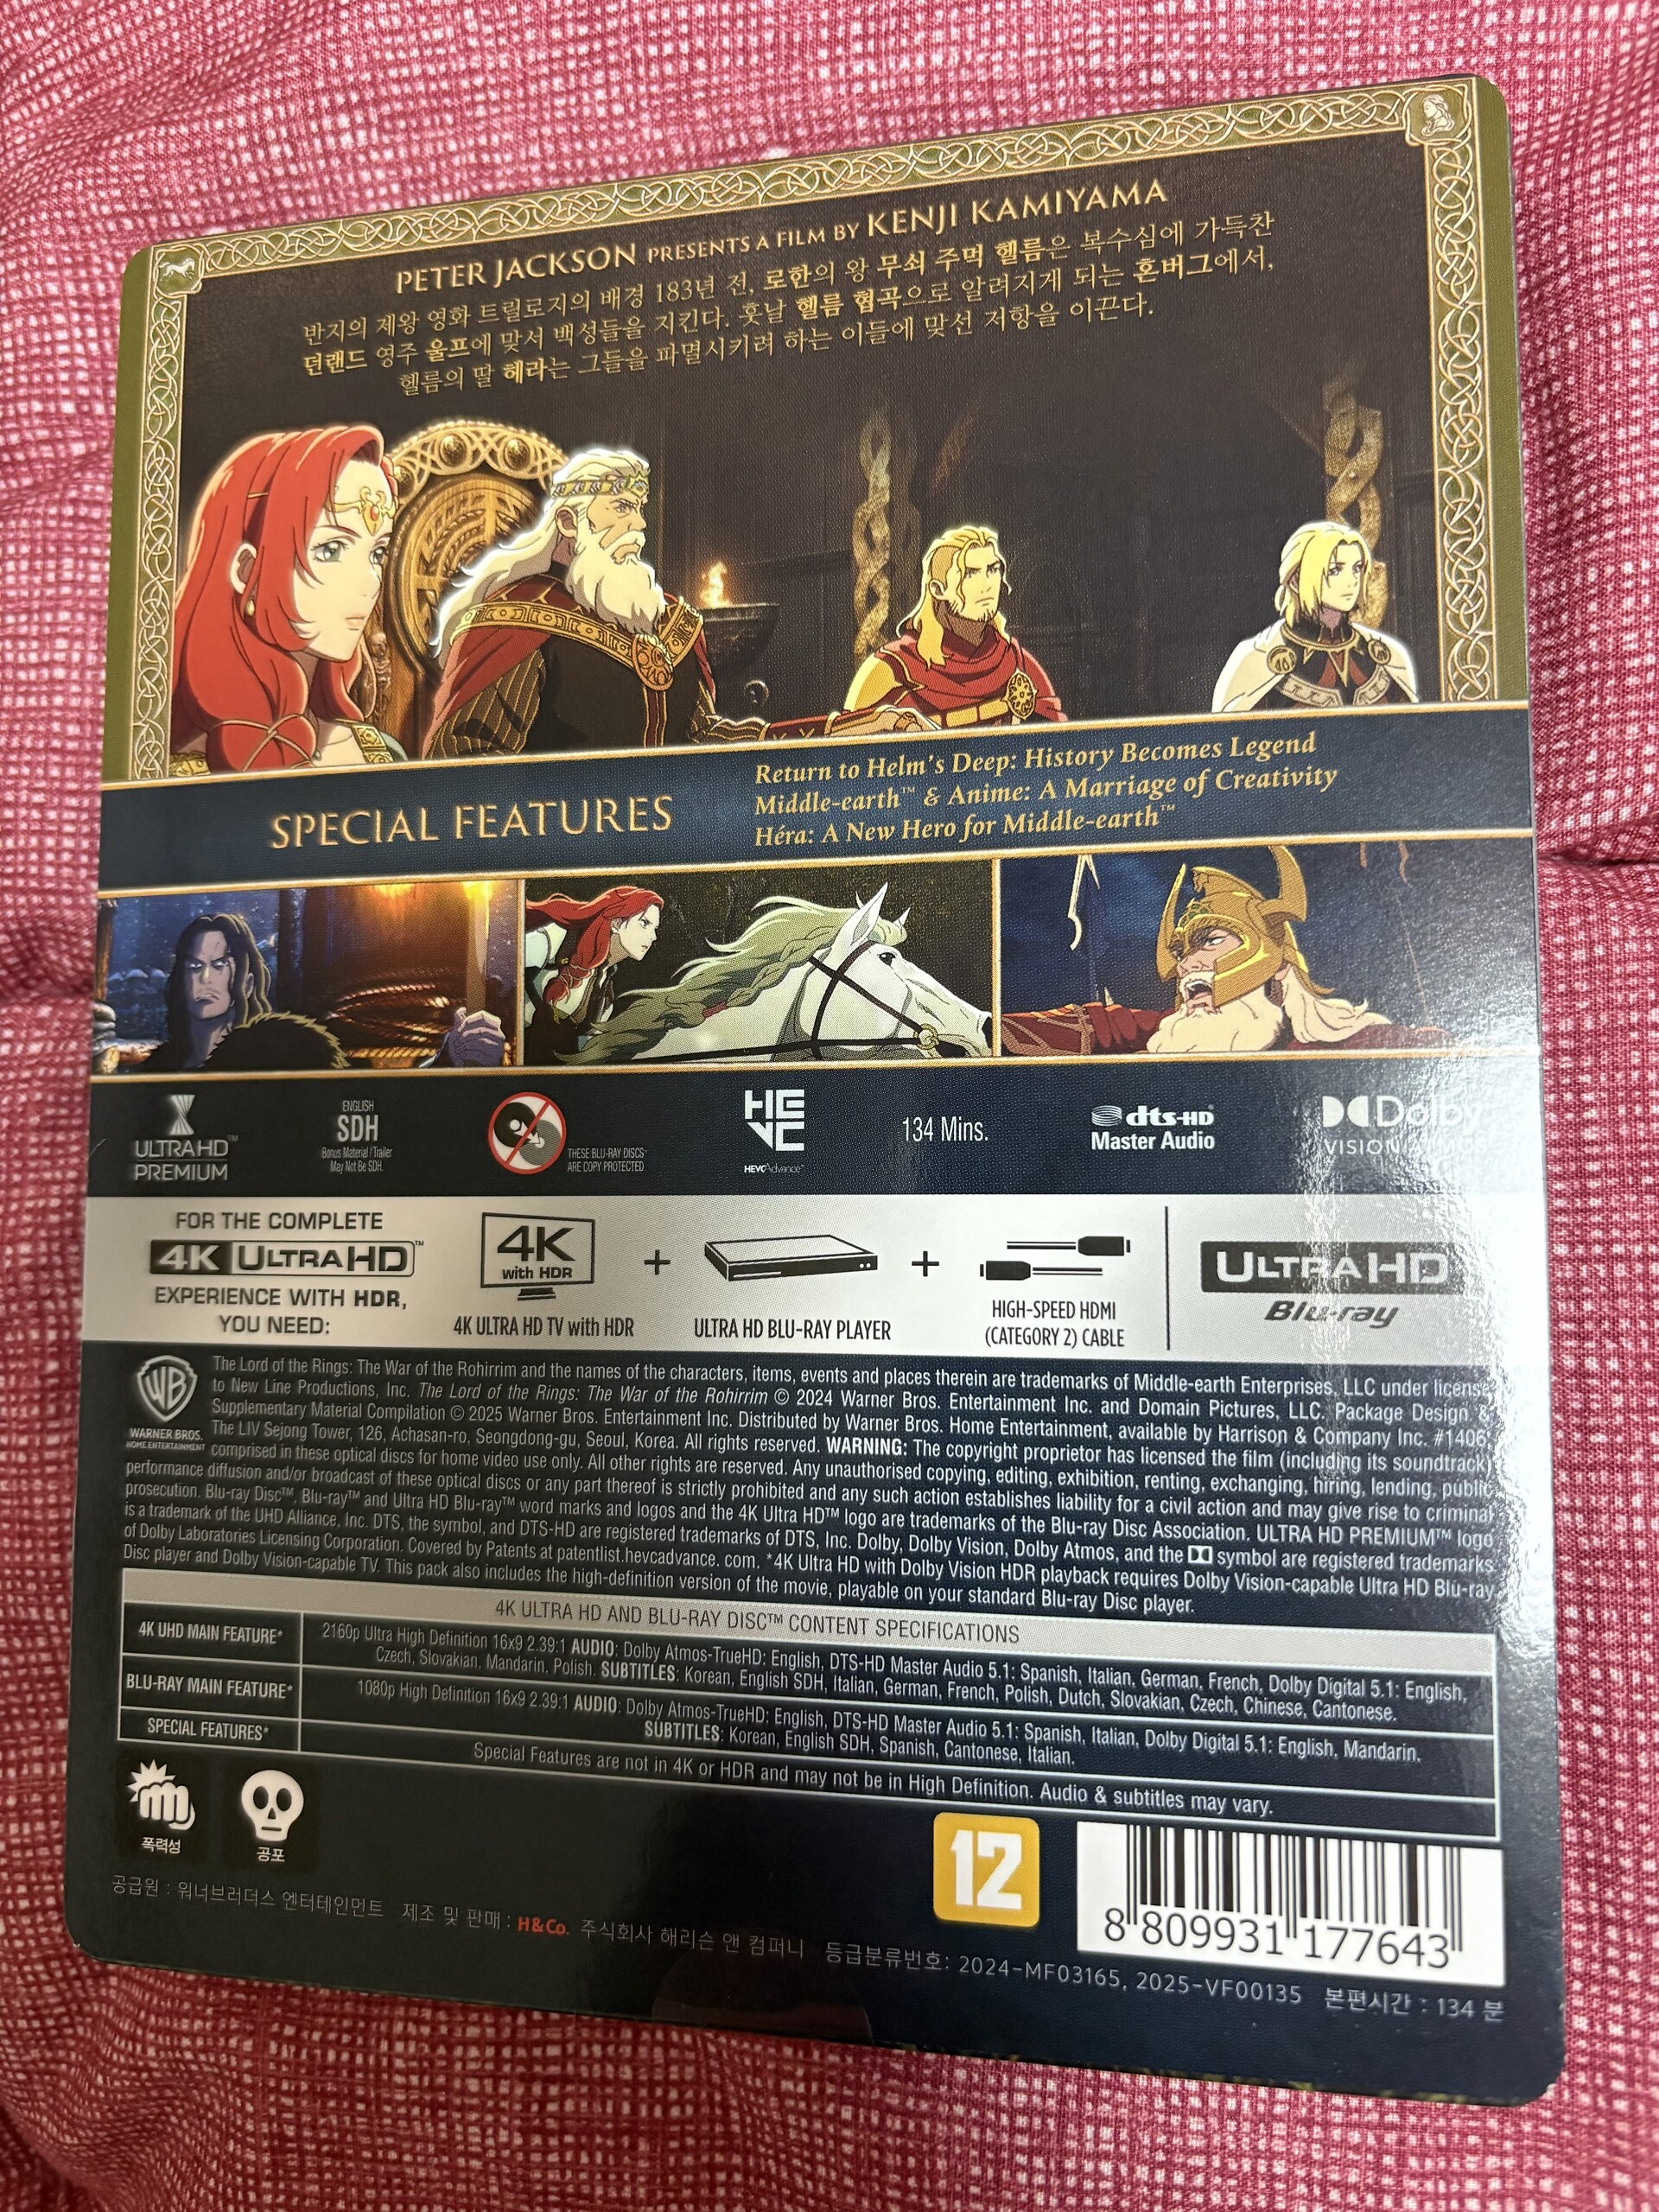 PETER JACKSON PRESENTS A FILM BY KENJI KAMIYAMA
반지의 제왕 영화 트릴로지의 배경 183년 전, 로한의 왕 무쇠 주먹 헬름은 복수심에 가득찬
던랜드 영주 울프에 맞서 백성들을 지킨다. 훗날 헬름 협곡으로 알려지게 되는 혼버그에서,
헬름의 딸 헤라는 그들을 파멸시키려 하는 이들에 맞선 저항을 이끈다.
SPECIAL FEATURES
Return to Helm's Deep: History Becomes Legend
Middle-earth™ & Anime: A Marriage of Creativity
Héra: A New Hero for Middle-earth™
ULTRA HD™
PREMIUM
ENGLISH
SDH
Bonus Material/Trailer
May Not Be SDH.
THESE BLU-RAY DISCS™
ARE COPY PROTECTED
HEVC
HEVC Advance™
134 Mins.
dts-HD®
Master Audio
Dolby
VISION·ATMOS
FOR THE COMPLETE
4K ULTRA HD™
EXPERIENCE WITH HDR,
YOU NEED:
4K
with HDR
4K ULTRA HD TV with HDR
+
ULTRA HD BLU-RAY PLAYER
+
HIGH-SPEED HDMI
(CATEGORY 2) CABLE
ULTRA HD
Blu-ray
WB
WARNER BROS.
HOME ENTERTAINMENT
The Lord of the Rings: The War of the Rohirrim and the names of the characters, items, events and places therein are trademarks of Middle-earth Enterprises, LLC under license
to New Line Productions, Inc. The Lord of the Rings: The War of the Rohirrim © 2024 Warner Bros. Entertainment Inc. and Domain Pictures, LLC. Package Design &
Supplementary Material Compilation © 2025 Warner Bros. Entertainment Inc. Distributed by Warner Bros. Home Entertainment, available by Harrison & Company Inc. #1406,
The LIV Sejong Tower, 126, Achasan-ro, Seongdong-gu, Seoul, Korea. All rights reserved. WARNING: The copyright proprietor has licensed the film (including its soundtrack)
comprised in these optical discs for home video use only. All other rights are reserved. Any unauthorised copying, editing, exhibition, renting, exchanging, hiring, lending, public
performance diffusion and/or broadcast of these optical discs or any part thereof is strictly prohibited and any such action establishes liability for a civil action and may give rise to criminal
prosecution. Blu-ray Disc™, Blu-ray™ and Ultra HD Blu-ray™ word marks and logos and the 4K Ultra HD™ logo are trademarks of the Blu-ray Disc Association. ULTRA HD PREMIUM™ logo
is a trademark of the UHD Alliance, Inc. DTS, the symbol, and DTS-HD are registered trademarks of DTS, Inc. Dolby, Dolby Vision, Dolby Atmos, and the symbol are registered trademarks
of Dolby Laboratories Licensing Corporation. Covered by Patents at patentlist.hevcadvance.com. *4K Ultra HD with Dolby Vision HDR playback requires Dolby Vision-capable Ultra HD Blu-ray
Disc player and Dolby Vision-capable TV. This pack also includes the high-definition version of the movie, playable on your standard Blu-ray Disc player.
4K ULTRA HD AND BLU-RAY DISC™ CONTENT SPECIFICATIONS
4K UHD MAIN FEATURE*
2160p Ultra High Definition 16x9 2.39:1 AUDIO: Dolby Atmos-TrueHD: English, DTS-HD Master Audio 5.1: Spanish, Italian, German, French, Dolby Digital 5.1: English,
Czech, Slovakian, Mandarin, Polish. SUBTITLES: Korean, English SDH, Italian, German, French, Polish, Dutch, Slovakian, Czech, Chinese, Cantonese.
BLU-RAY MAIN FEATURE*
1080p High Definition 16x9 2.39:1 AUDIO: Dolby Atmos-TrueHD: English, DTS-HD Master Audio 5.1: Spanish, Italian, Dolby Digital 5.1: English, Mandarin.
SUBTITLES: Korean, English SDH, Spanish, Cantonese, Italian.
SPECIAL FEATURES*
Special Features are not in 4K or HDR and may not be in High Definition. Audio & subtitles may vary.
폭력성
공포
12
8 809931 177643
공급원 : 워너브러더스 엔터테인먼트 제조 및 판매 : H&Co. 주식회사 해리슨 앤 컴퍼니 등급분류번호: 2024-MF03165, 2025-VF00135 본편시간 : 134 분